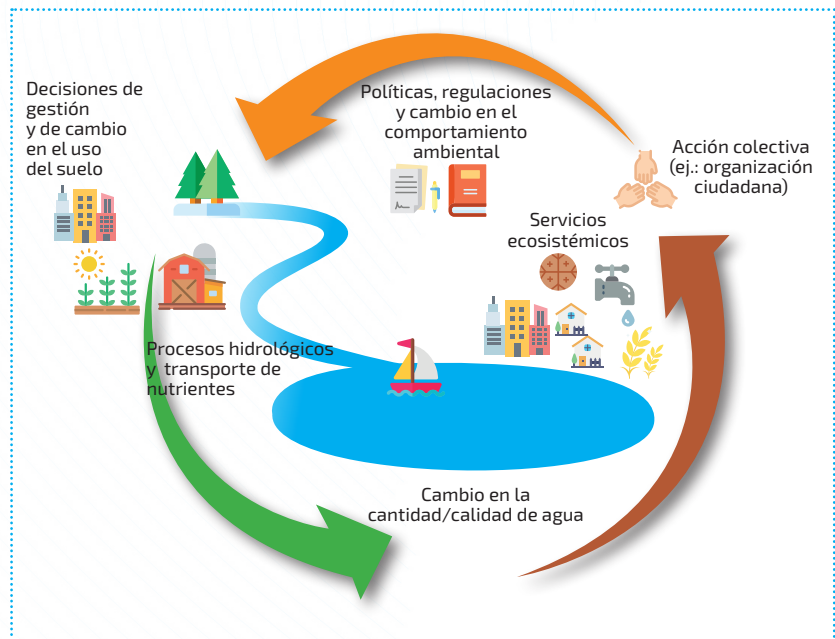 Decisiones de
gestión
y de cambio
en el uso
del suelo
Políticas, regulaciones
y cambio en el
comportamiento
ambiental
Acción colectiva
(ej.: organización
ciudadana)
Servicios
ecosistémicos
Procesos hidrológicos
y transporte de
nutrientes
Cambio en la
cantidad/calidad de agua